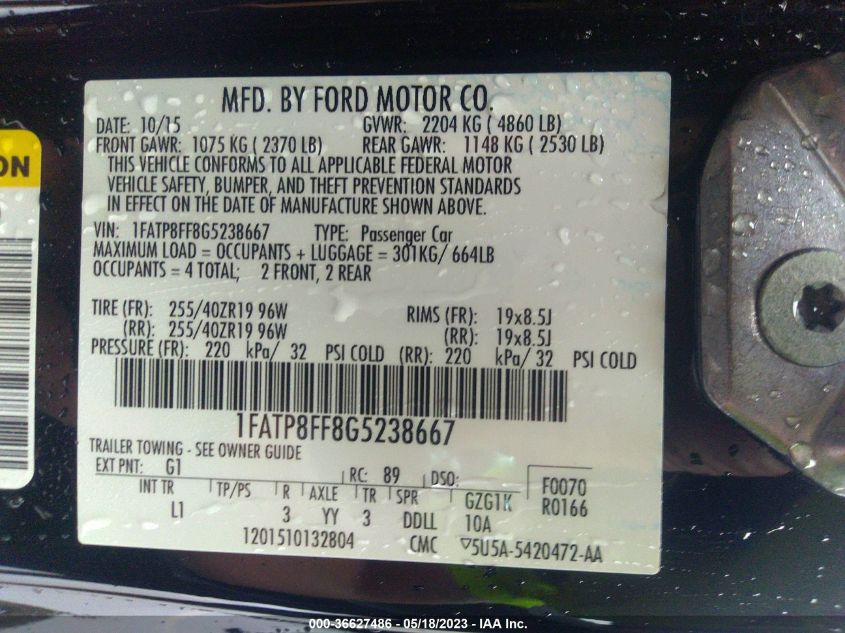 MFD. BY FORD MOTOR CO.
DATE: 10/15 GVWR: 2204 KG ( 4860 LB)
FRONT GAWR: 1075 KG ( 2370 LB) REAR GAWR: 1148 KG ( 2530 LB)
THIS VEHICLE CONFORMS TO ALL APPLICABLE FEDERAL MOTOR
VEHICLE SAFETY, BUMPER, AND THEFT PREVENTION STANDARDS
IN EFFECT ON THE DATE OF MANUFACTURE SHOWN ABOVE.
VIN: 1FATP8FF8G5238667 TYPE: Passenger Car
MAXIMUM LOAD = OCCUPANTS + LUGGAGE = 301KG/ 664LB
OCCUPANTS = 4 TOTAL; 2 FRONT, 2 REAR
TIRE (FR): 255/40ZR19 96W RIMS (FR): 19x8.5J
(RR): 255/40ZR19 96W (RR): 19x8.5J
PRESSURE (FR): 220 kPa/ 32 PSI COLD (RR): 220 kPa/ 32 PSI COLD
1FATP8FF8G5238667
TRAILER TOWING - SEE OWNER GUIDE
EXT PNT: G1 RC: 89 DSO: F0070
INT TR TP/PS R AXLE TR SPR GZG1K R0166
L1 3 YY 3 DDLL 10A
1201510132804 CMC ▽5U5A-5420472-AA
ON
000-36627486 - 05/18/2023 - IAA Inc.